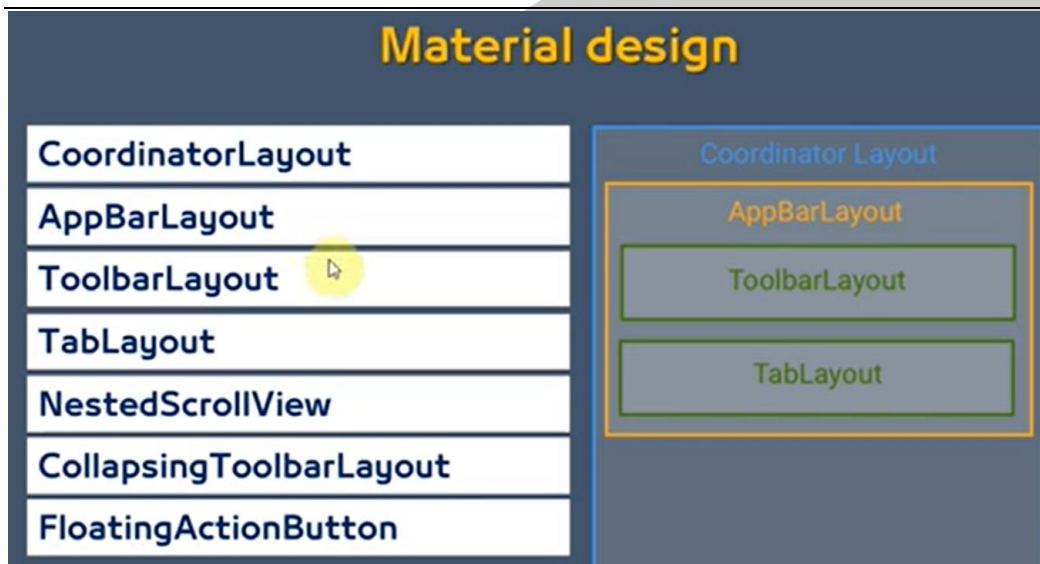 Material design
CoordinatorLayout
AppBarLayout
ToolbarLayout
TabLayout
NestedScrollView
CollapsingToolbarLayout
FloatingActionButton
Coordinator Layout
AppBarLayout
ToolbarLayout
TabLayout